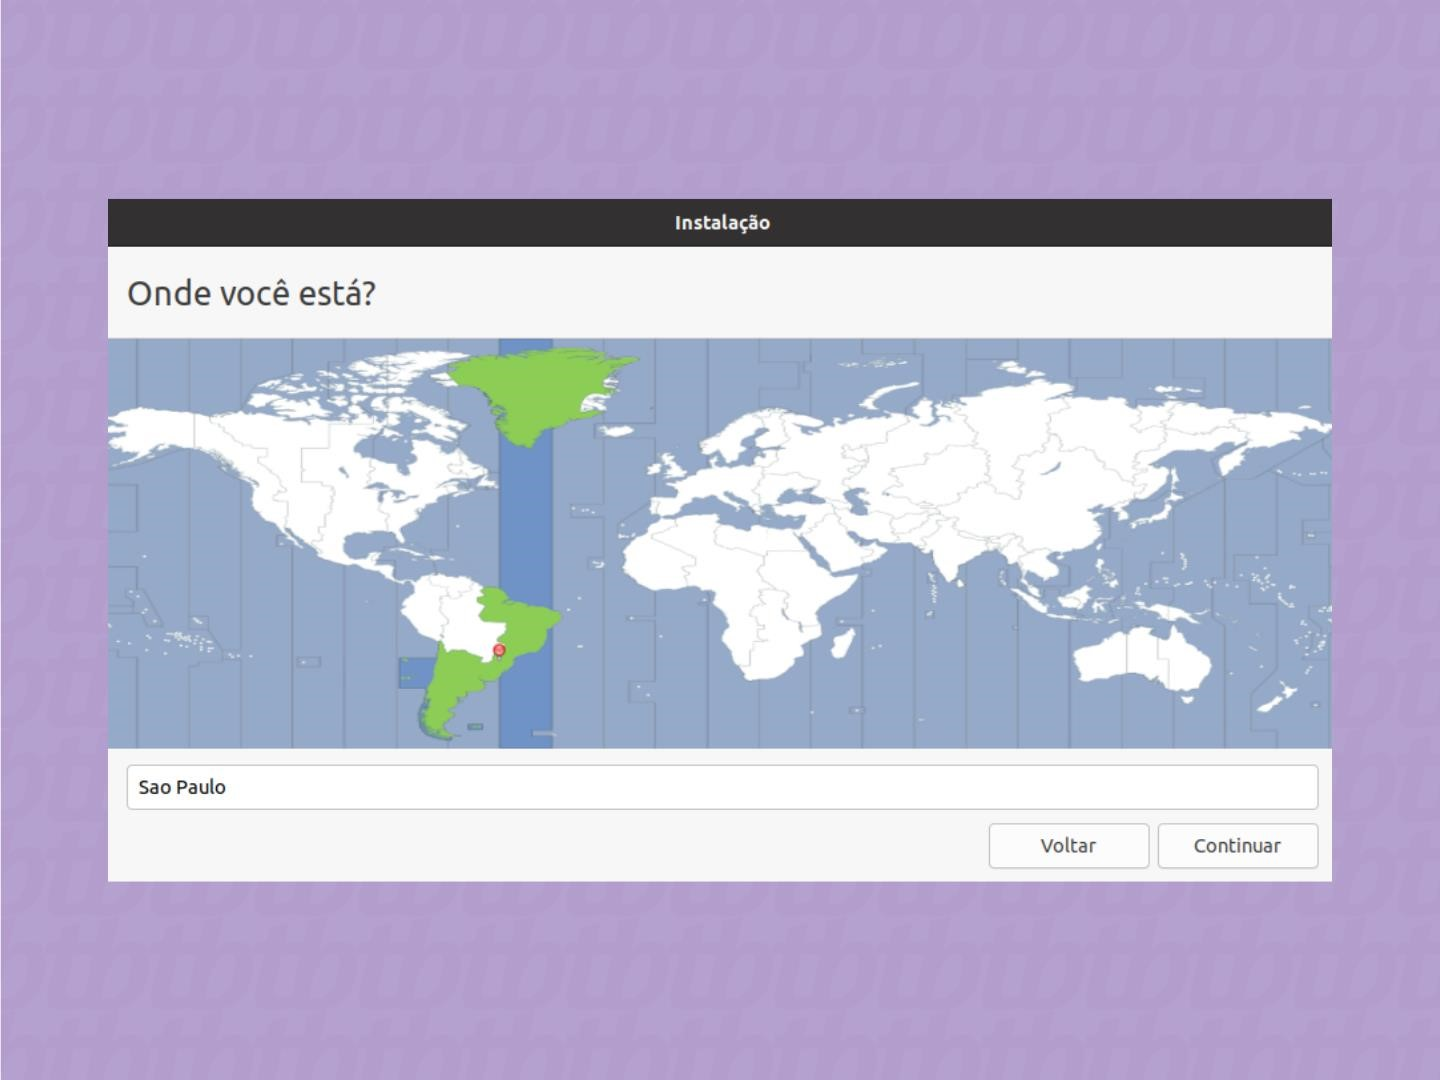 Instalação
Onde você está?
Sao Paulo
Voltar
Continuar